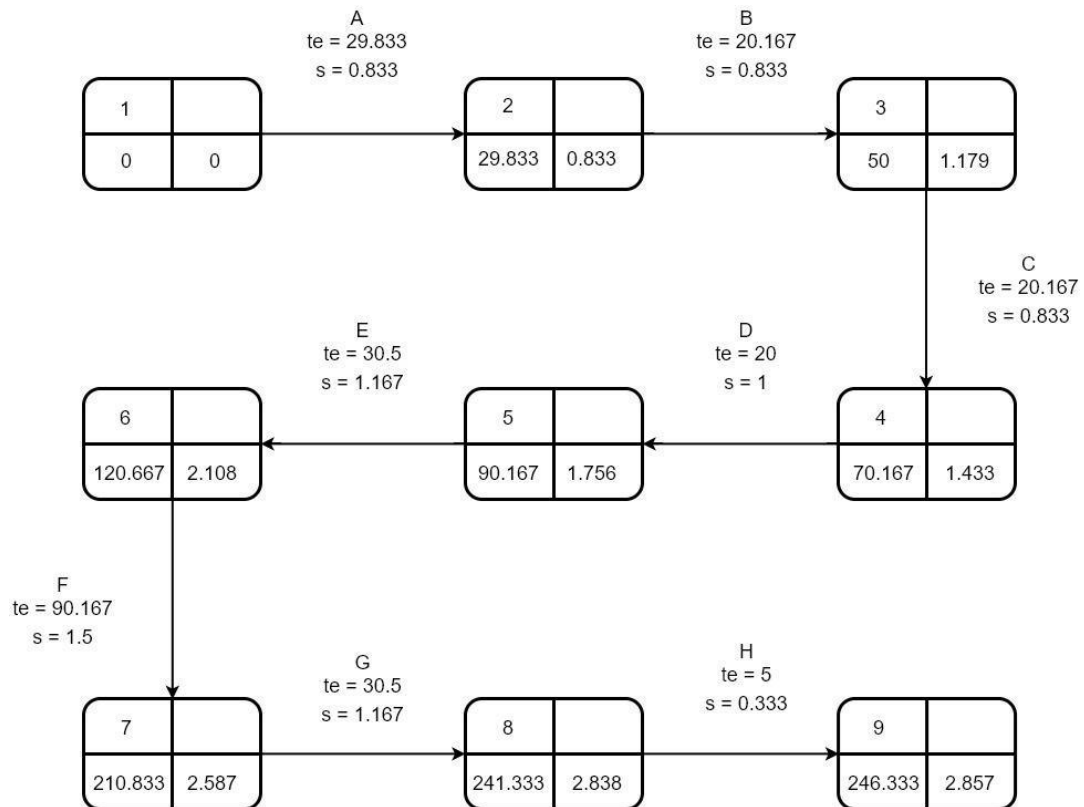 A
te = 29.833
s = 0.833
B
te = 20.167
s = 0.833
1
0 0
2
29.833 0.833
3
50 1.179
C
te = 20.167
s = 0.833
D
te = 20
s = 1
E
te = 30.5
s = 1.167
4
70.167 1.433
5
90.167 1.756
6
120.667 2.108
F
te = 90.167
s = 1.5
G
te = 30.5
s = 1.167
H
te = 5
s = 0.333
7
210.833 2.587
8
241.333 2.838
9
246.333 2.857